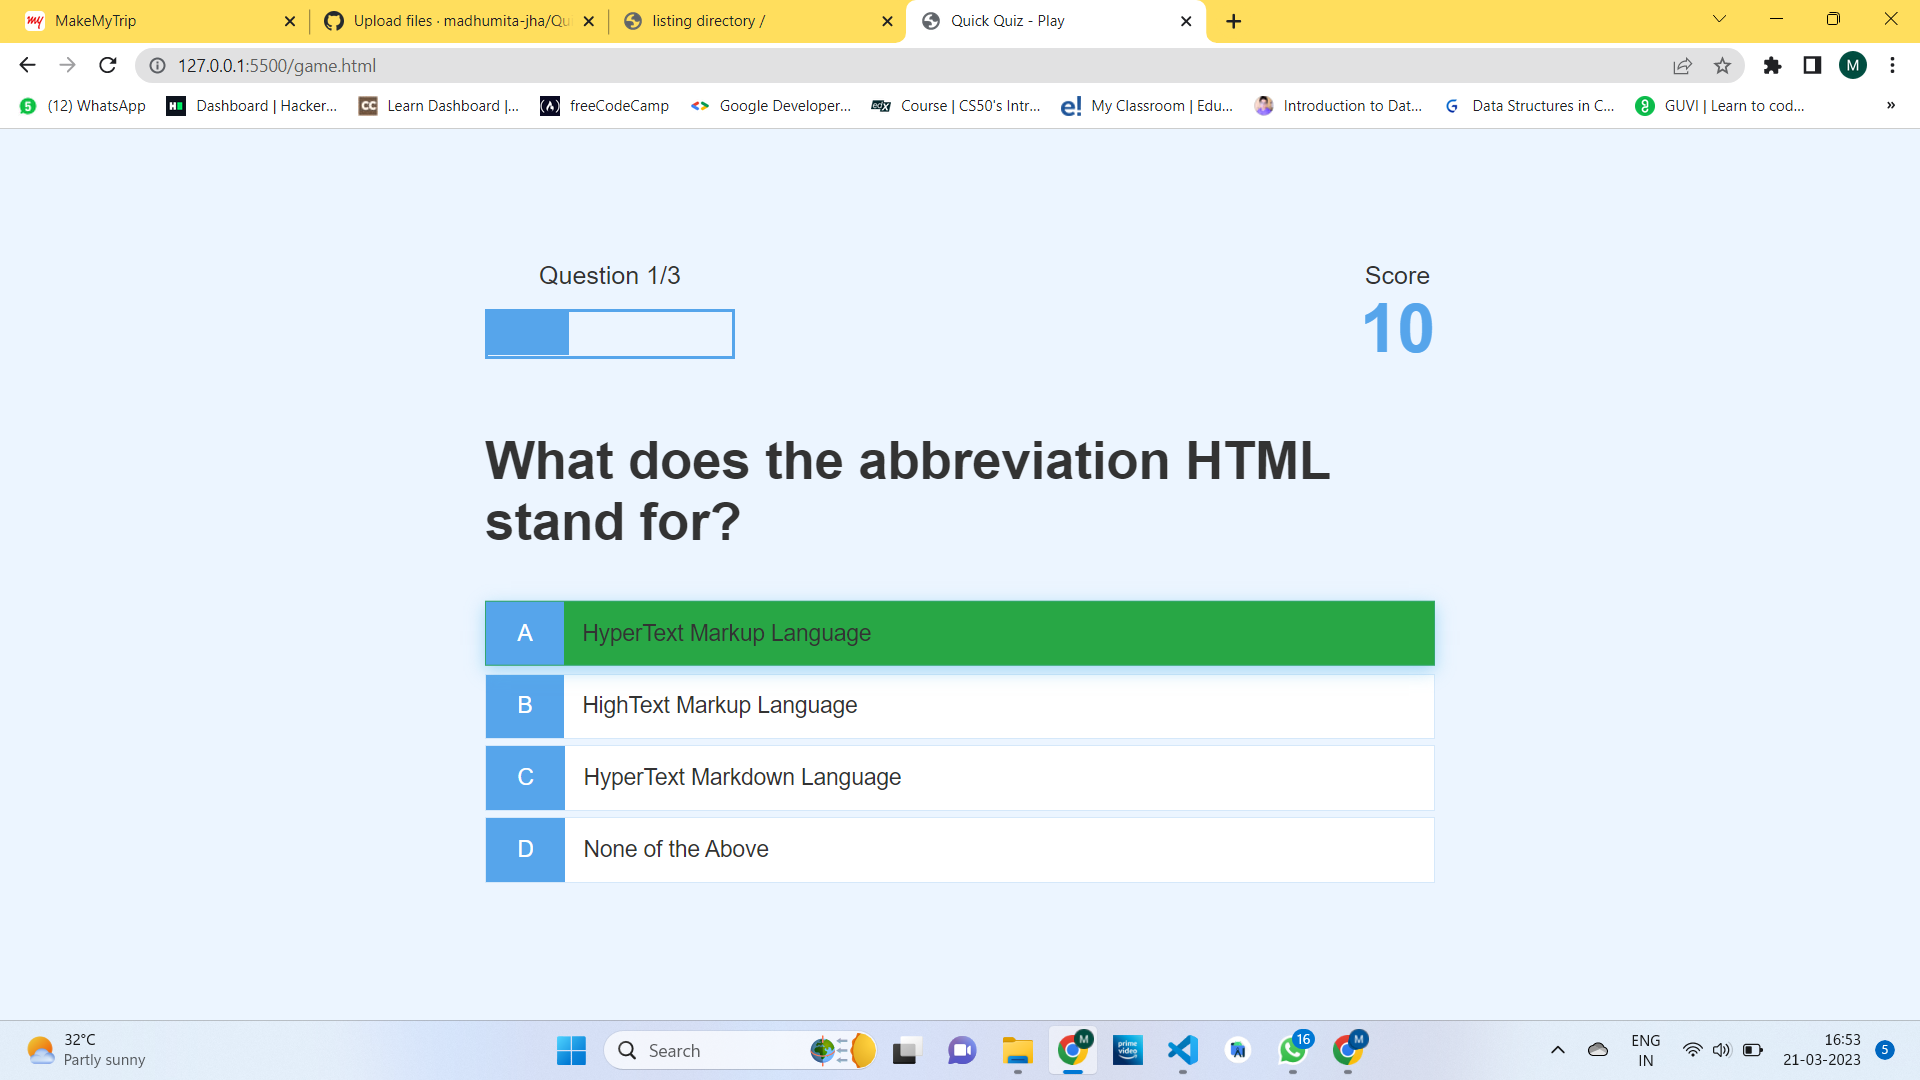 MakeMyTrip
Upload files · madhumita-jha/Qu
listing directory /
Quick Quiz - Play
127.0.0.1:5500/game.html
M
(12) WhatsApp
Dashboard | Hacker...
Learn Dashboard |...
freeCodeCamp
Google Developer...
Course | CS50's Intr...
My Classroom | Edu...
Introduction to Dat...
Data Structures in C...
GUVI | Learn to cod...
»
Question 1/3
Score
10
What does the abbreviation HTML
stand for?
A HyperText Markup Language
B HighText Markup Language
C HyperText Markdown Language
D None of the Above
32°C
Partly sunny
Search
M
prime video
16
M
ENG
IN
16:53
21-03-2023
5